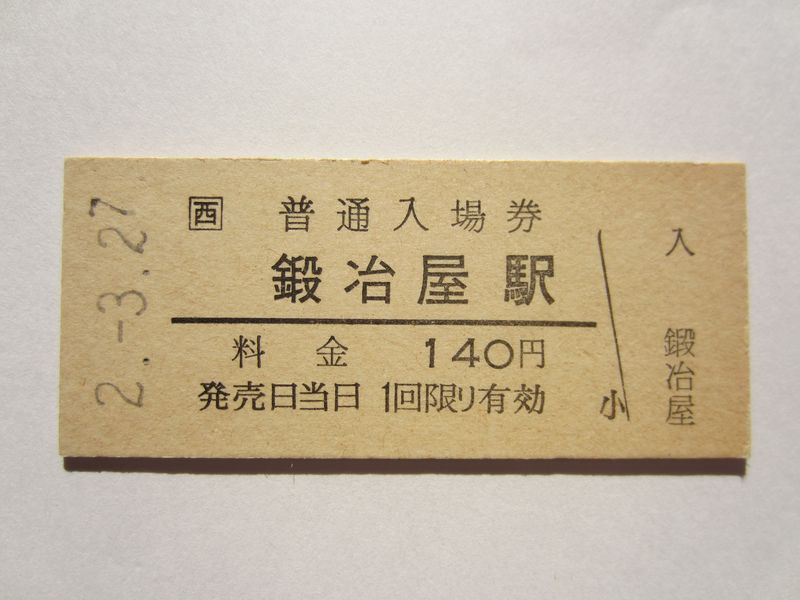 2.-3.27
西 普通入場券
鍛冶屋駅
料金 140円
発売日当日 1回限り有効
小
入
鍛冶屋